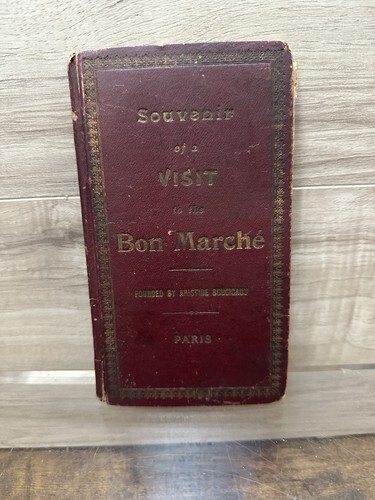 Souvenir
of a
VISIT
to the
Bon Marché
FOUNDED BY ARISTIDE BOUCICAUT
PARIS